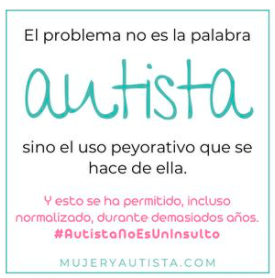 El problema no es la palabra
autista
sino el uso peyorativo que se
hace de ella.
Y esto se ha permitido, incluso
normalizado, durante demasiados años.
#AutistaNoEsUnInsulto
MUJERYAUTISTA.COM